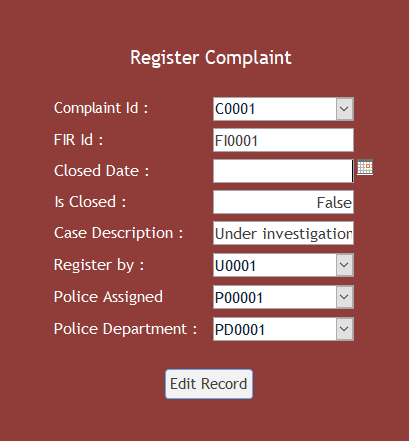 Register Complaint
Complaint Id : C0001
FIR Id : FI0001
Closed Date :
Is Closed : False
Case Description : Under investigation
Register by : U0001
Police Assigned P00001
Police Department : PD0001
Edit Record